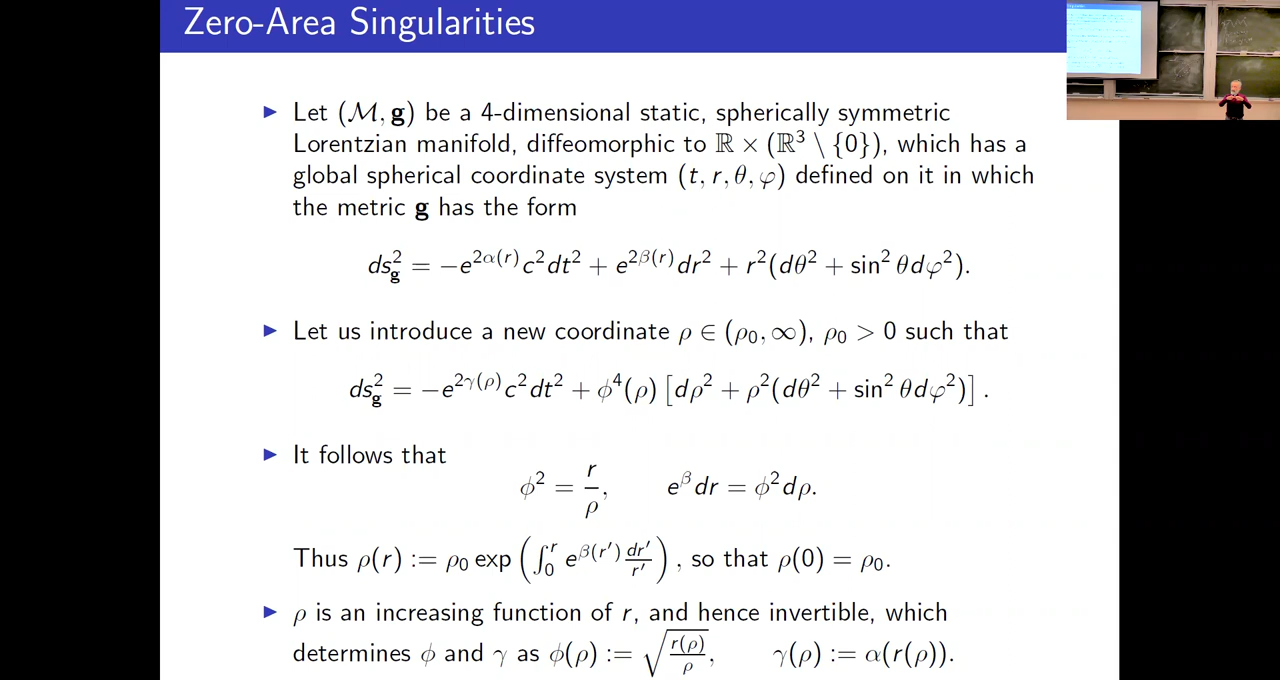 Zero-Area Singularities
▶ Let (ℳ, 𝐠) be a 4-dimensional static, spherically symmetric
Lorentzian manifold, diffeomorphic to ℝ × (ℝ³ \ {0}), which has a
global spherical coordinate system (t, r, θ, φ) defined on it in which
the metric 𝐠 has the form
ds²_𝐠 = −e^{2α(r)}c²dt² + e^{2β(r)}dr² + r²(dθ² + sin² θdφ²).
▶ Let us introduce a new coordinate ρ ∈ (ρ₀, ∞), ρ₀ > 0 such that
ds²_𝐠 = −e^{2γ(ρ)}c²dt² + ϕ⁴(ρ) [dρ² + ρ²(dθ² + sin² θdφ²)] .
▶ It follows that
ϕ² = r/ρ, e^β dr = ϕ²dρ.
Thus ρ(r) := ρ₀ exp (∫₀^r e^{β(r′)} dr′/r′) , so that ρ(0) = ρ₀.
▶ ρ is an increasing function of r, and hence invertible, which
determines ϕ and γ as ϕ(ρ) := √(r(ρ)/ρ), γ(ρ) := α(r(ρ)).